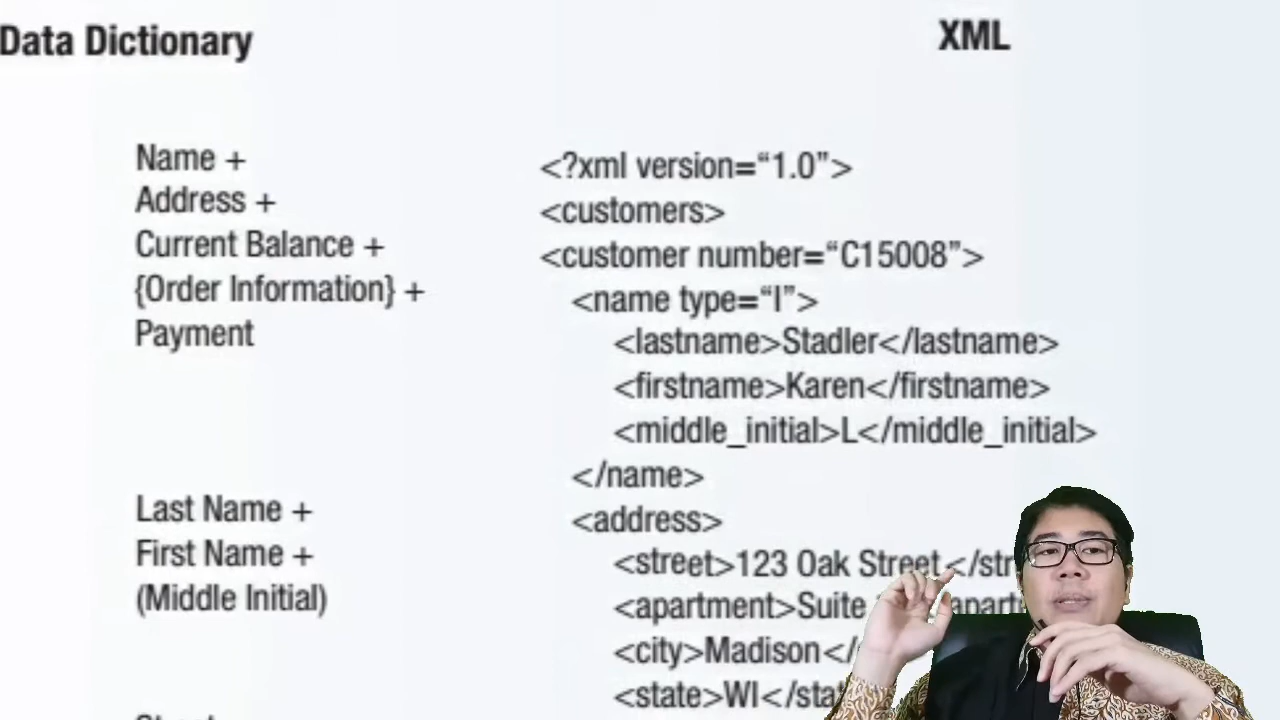 Data Dictionary
XML
Name +
Address +
Current Balance +
{Order Information} +
Payment
Last Name +
First Name +
(Middle Initial)
<?xml version=“1.0”>
<customers>
<customer number=“C15008”>
<name type=“I”>
<lastname>Stadler</lastname>
<firstname>Karen</firstname>
<middle_initial>L</middle_initial>
</name>
<address>
<street>123 Oak Street</str
<apartment>Suite
<city>Madison</
<state>WI</stat